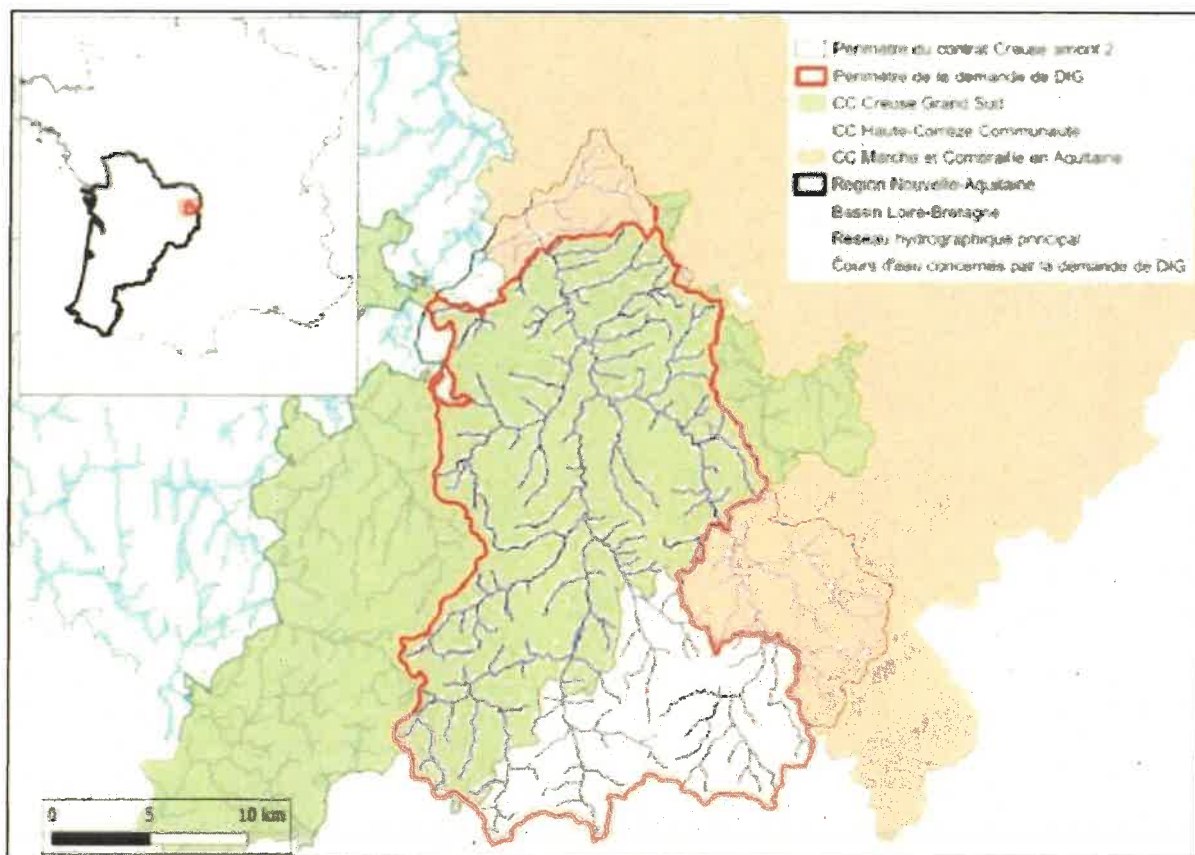 Périmètre du contrat Creuse amont 2
Périmètre de la demande de DIG
CC Creuse Grand Sud
CC Haute-Corrèze Communauté
CC Marche et Combraille en Aquitaine
Région Nouvelle-Aquitaine
Bassin Loire-Bretagne
Réseau hydrographique principal
Cours d'eau concernés par la demande de DIG
0 5 10 km